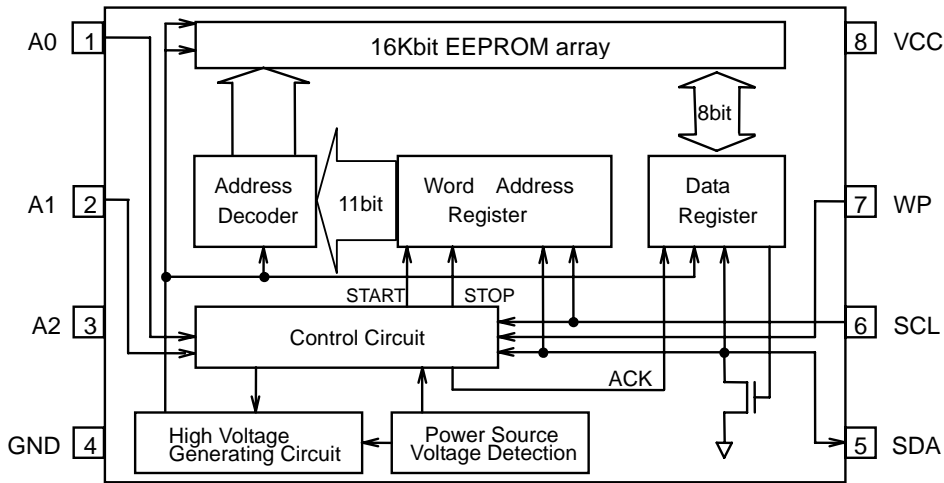 A0 1
16Kbit EEPROM array
8 VCC
8bit
A1 2
Address
Decoder
11bit
Word Address
Register
Data
Register
7 WP
START
STOP
A2 3
Control Circuit
6 SCL
ACK
GND 4
High Voltage
Generating Circuit
Power Source
Voltage Detection
5 SDA